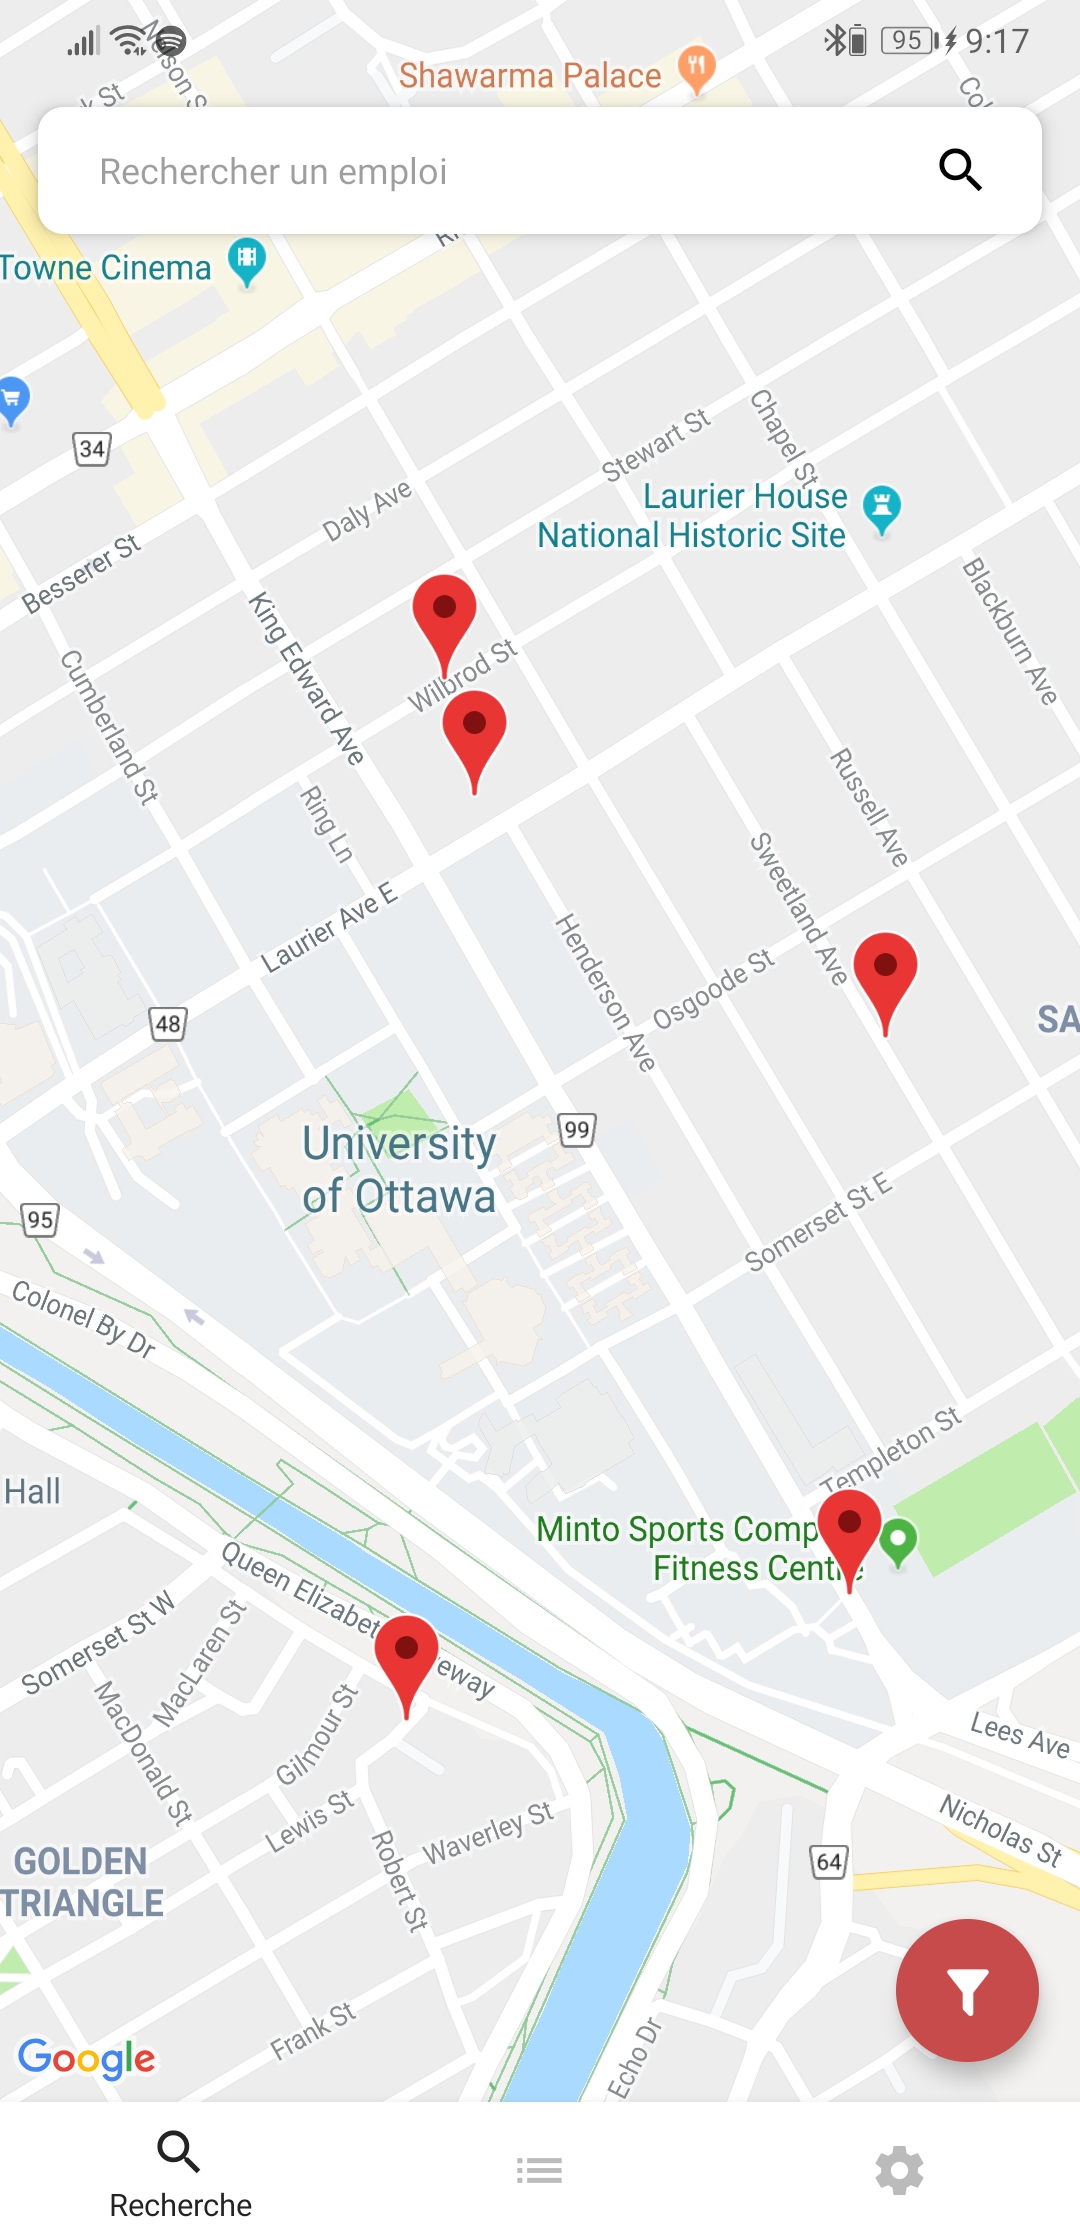 95 9:17
Shawarma Palace
Rechercher un emploi
Towne Cinema
34
Stewart St
Chapel St
Daly Ave
Laurier House
National Historic Site
Besserer St
King Edward Ave
Blackburn Ave
Wilbrod St
Cumberland St
Ring Ln
Russell Ave
Sweetland Ave
Laurier Ave E
Henderson Ave
Osgoode St
48
SA
99
University
of Ottawa
95
Somerset St E
Colonel By Dr
Templeton St
Hall
Minto Sports Comp
Fitness Centre
Queen Elizabet
eway
Somerset St W
MacLaren St
MacDonald St
Gilmour St
Lees Ave
Lewis St
Waverley St
Nicholas St
Robert St
GOLDEN
TRIANGLE
64
Frank St
Echo Dr
Google
Recherche